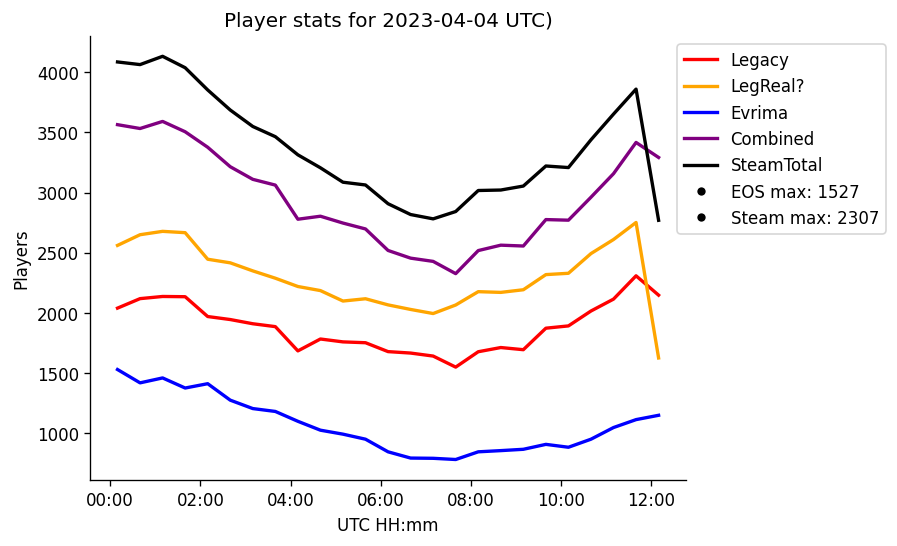 Player stats for 2023-04-04 UTC)
Legacy
LegReal?
Evrima
Combined
SteamTotal
EOS max: 1527
Steam max: 2307
Players
4000
3500
3000
2500
2000
1500
1000
00:00 02:00 04:00 06:00 08:00 10:00 12:00
UTC HH:mm